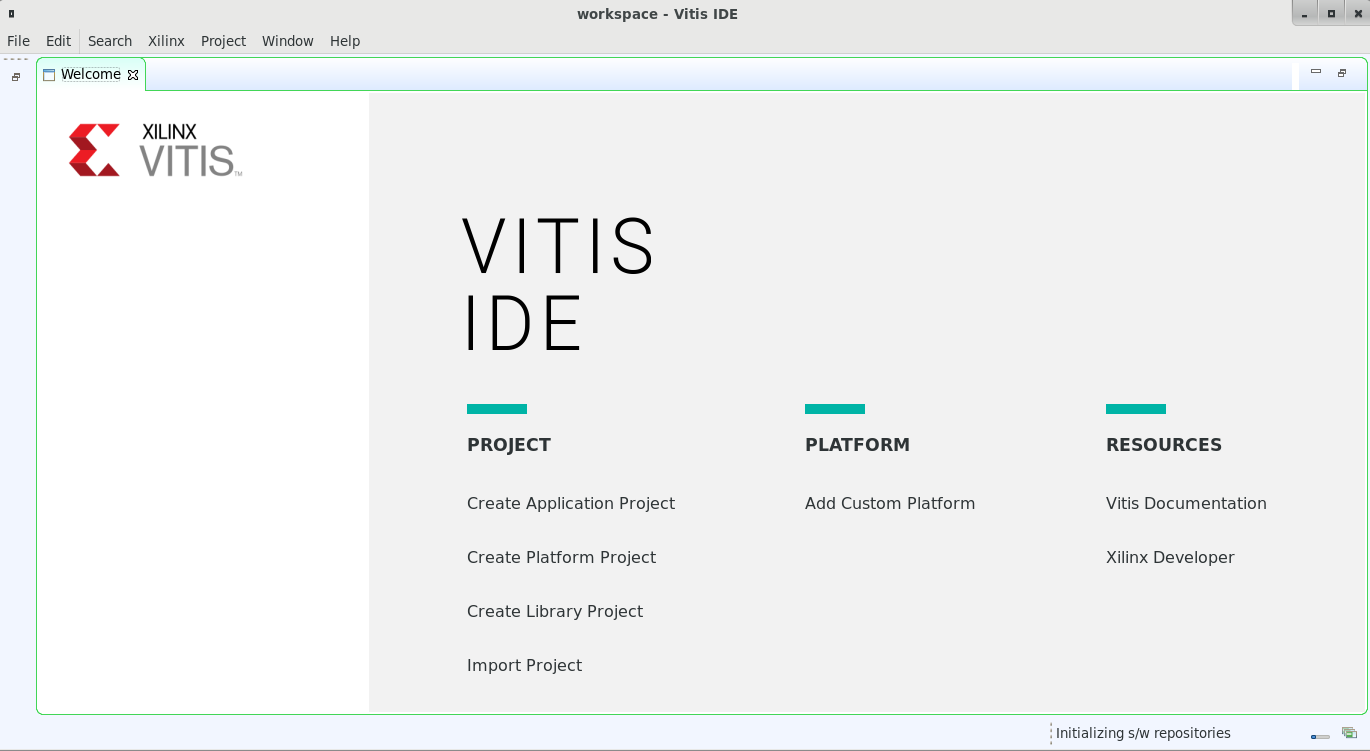 workspace - Vitis IDE
File Edit Search Xilinx Project Window Help
Welcome
XILINX
VITIS™
VITIS
IDE
PROJECT
Create Application Project
Create Platform Project
Create Library Project
Import Project
PLATFORM
Add Custom Platform
RESOURCES
Vitis Documentation
Xilinx Developer
Initializing s/w repositories